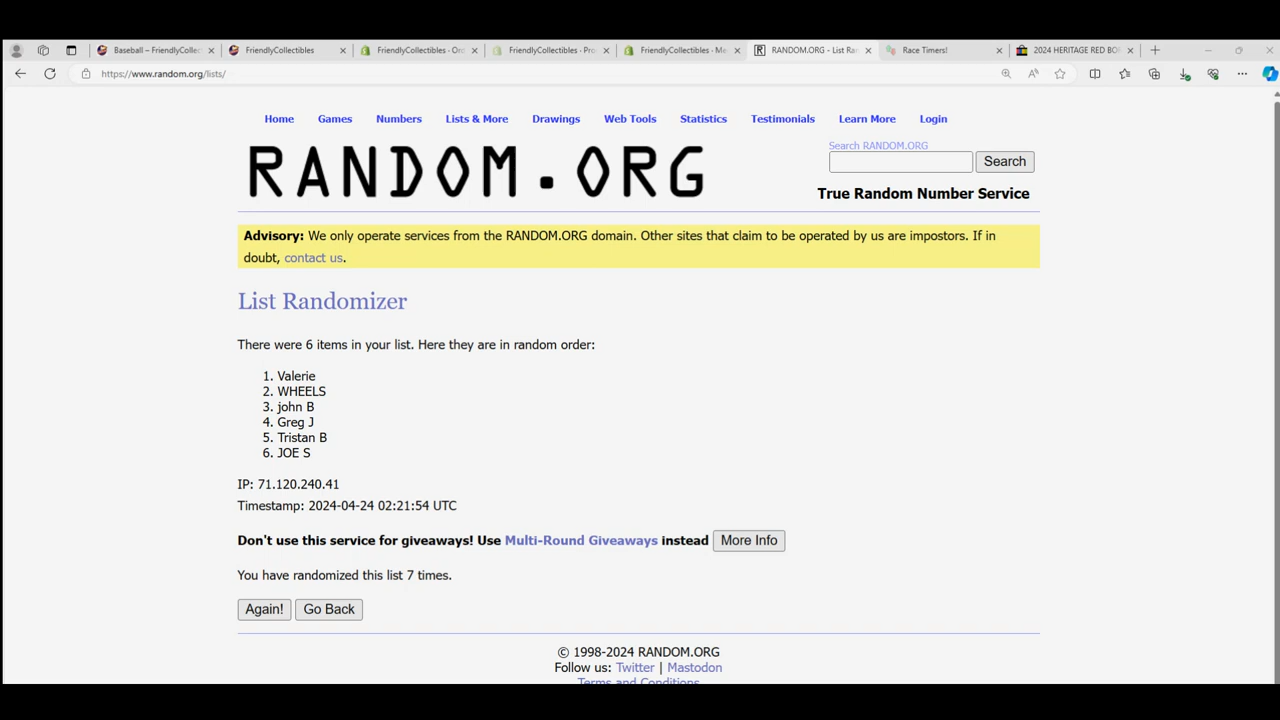 Baseball – FriendlyCollec
FriendlyCollectibles
FriendlyCollectibles · Ord
FriendlyCollectibles · Pro
FriendlyCollectibles · Me
RANDOM.ORG - List Ran
Race Timers!
2024 HERITAGE RED BO
https://www.random.org/lists/
Home Games Numbers Lists & More Drawings Web Tools Statistics Testimonials Learn More Login
RANDOM.ORG
Search RANDOM.ORG
Search
True Random Number Service
Advisory: We only operate services from the RANDOM.ORG domain. Other sites that claim to be operated by us are impostors. If in
doubt, contact us.
List Randomizer
There were 6 items in your list. Here they are in random order:
1. Valerie
2. WHEELS
3. john B
4. Greg J
5. Tristan B
6. JOE S
IP: 71.120.240.41
Timestamp: 2024-04-24 02:21:54 UTC
Don't use this service for giveaways! Use Multi-Round Giveaways instead More Info
You have randomized this list 7 times.
Again! Go Back
© 1998-2024 RANDOM.ORG
Follow us: Twitter | Mastodon
Terms and Conditions